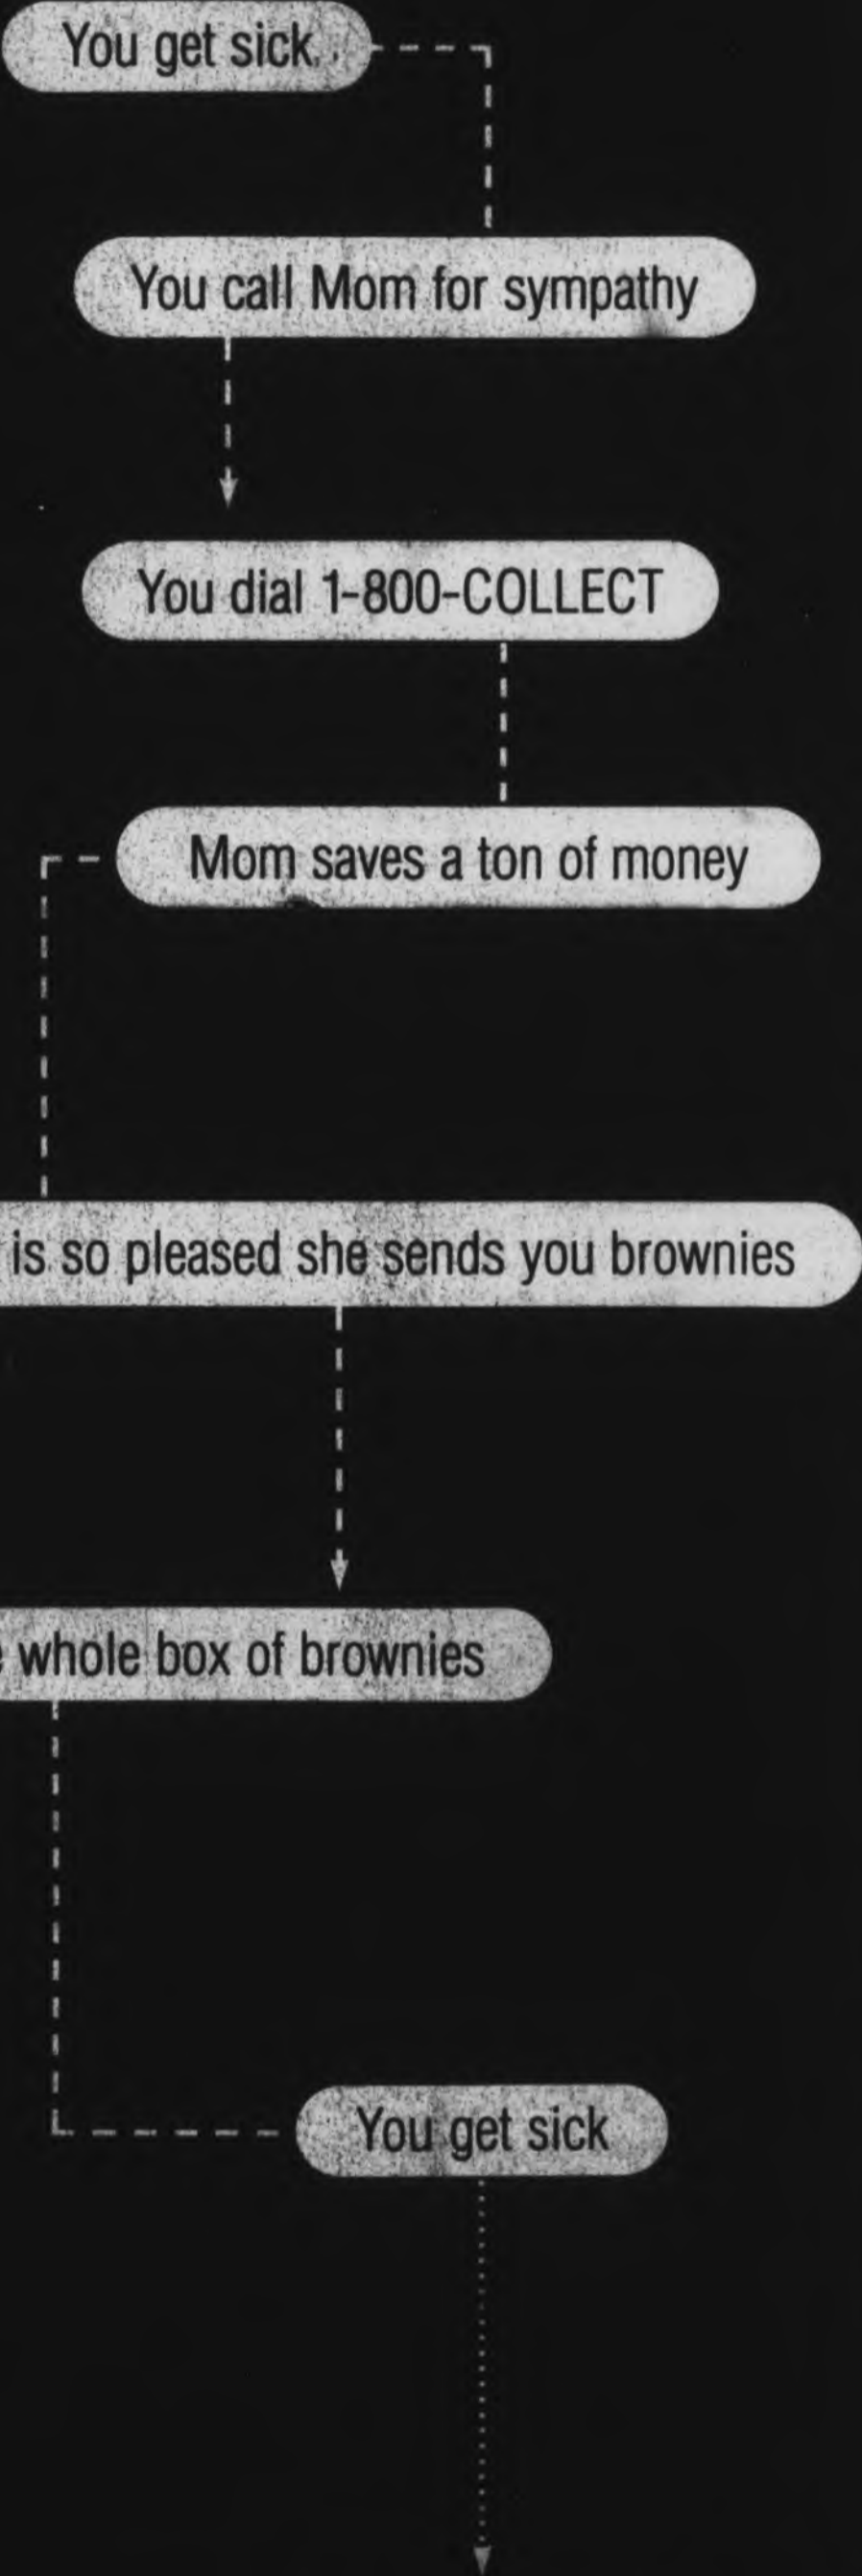 You get sick..
You call Mom for sympathy
You dial 1-800-COLLECT
Mom saves a ton of money
is so pleased she sends you brownies
whole box of brownies
You get sick